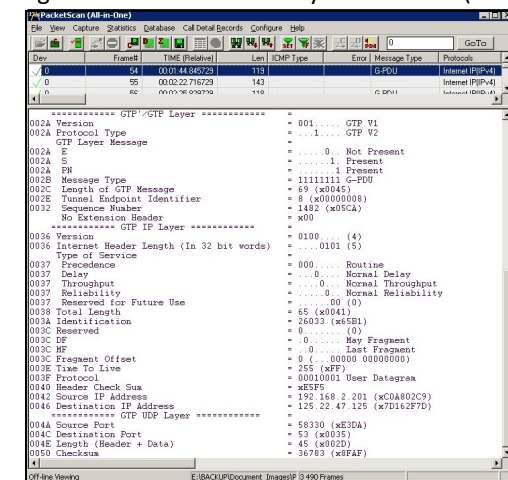 PacketScan (All-in-One)
File View Capture Statistics Database Call Detail Records Configure Help
0 GoTo
Dev Frame# TIME (Relative) Len ICMP Type Error Message Type Protocols
0 54 00:01:44.845729 119 G-PDU Internet IP(IPv4)
0 55 00:02:22.716729 143 Internet IP(IPv4)
============ GTP'/GTP Layer ============ =
002A Version = 001..... GTP V1
002A Protocol Type = ...1.... GTP V2
GTP Layer Message =
002A E = .....0.. Not Present
002A S = ......1. Present
002A PN = .......1 Present
002B Message Type = 11111111 G-PDU
002C Length of GTP Message = 69 (x0045)
002E Tunnel Endpoint Identifier = 8 (x00000008)
0032 Sequence Number = 1482 (x05CA)
No Extension Header = x00
============ GTP IP Layer ============ =
0036 Version = 0100.... (4)
0036 Internet Header Length (In 32 bit words) = ....0101 (5)
Type of Service =
0037 Precedence = 000..... Routine
0037 Delay = ...0.... Normal Delay
0037 Throughput = ....0... Normal Throughput
0037 Reliability = .....0.. Normal Reliability
0037 Reserved for Future Use = ......00 (0)
0038 Total Length = 65 (x0041)
003A Identification = 26033 (x65B1)
003C Reserved = 0....... (0)
003C DF = .0...... May Fragment
003C MF = ..0..... Last Fragment
003C Fragment Offset = 0 (...00000 00000000)
003E Time To Live = 255 (xFF)
003F Protocol = 00010001 User Datagram
0040 Header Check Sum = xE5F5
0042 Source IP Address = 192.168.2.201 (xC0A802C9)
0046 Destination IP Address = 125.22.47.125 (x7D162F7D)
============ GTP UDP Layer ============ =
004A Source Port = 58330 (xE3DA)
004C Destination Port = 53 (x0035)
004E Length (Header + Data) = 45 (x002D)
0050 Checksum = 36783 (x8FAF)
Off-line Viewing E:\BACKUP\Document_Images\P 3 490 Frames